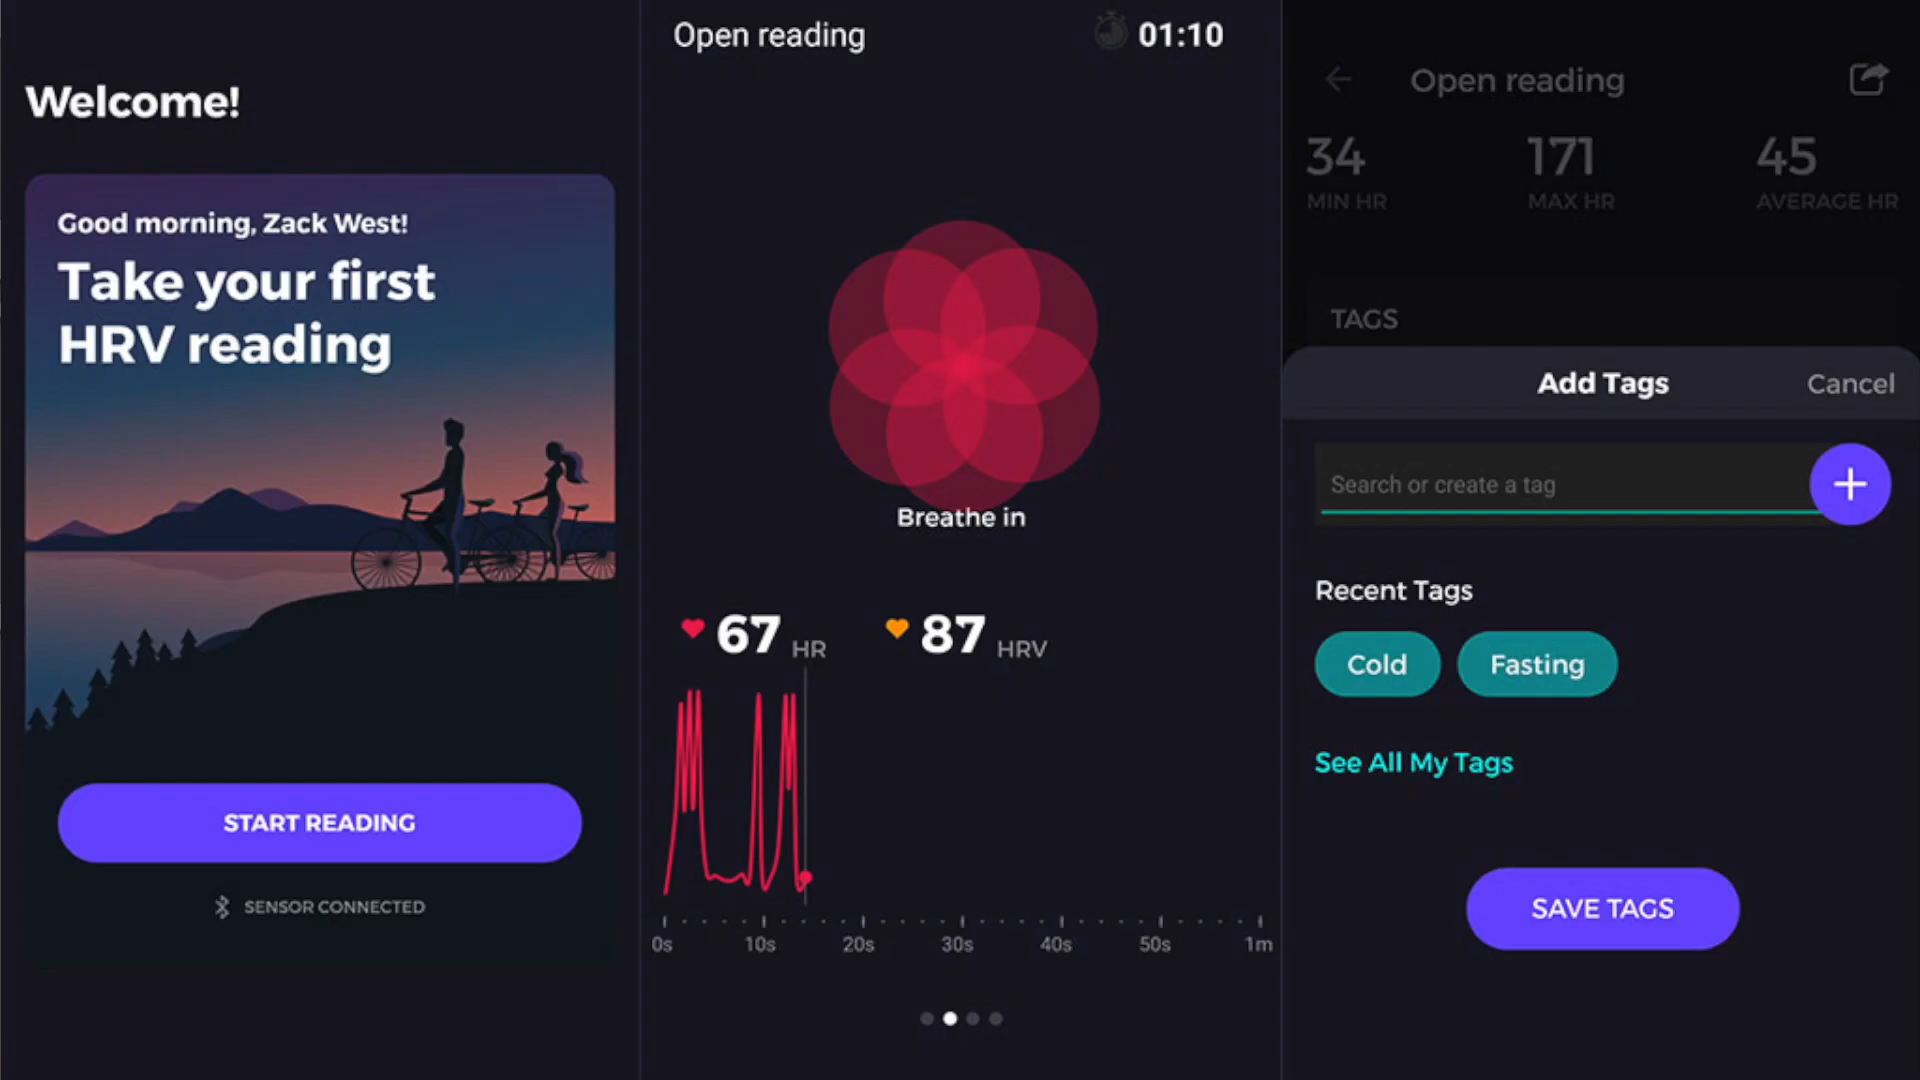 Welcome!
Good morning, Zack West!
Take your first
HRV reading
START READING
SENSOR CONNECTED
Open reading
01:10
Breathe in
67 HR
87 HRV
0s 10s 20s 30s 40s 50s 1m
Open reading
34 171 45
MIN HR MAX HR AVERAGE HR
TAGS
Add Tags
Cancel
Search or create a tag
Recent Tags
Cold
Fasting
See All My Tags
SAVE TAGS